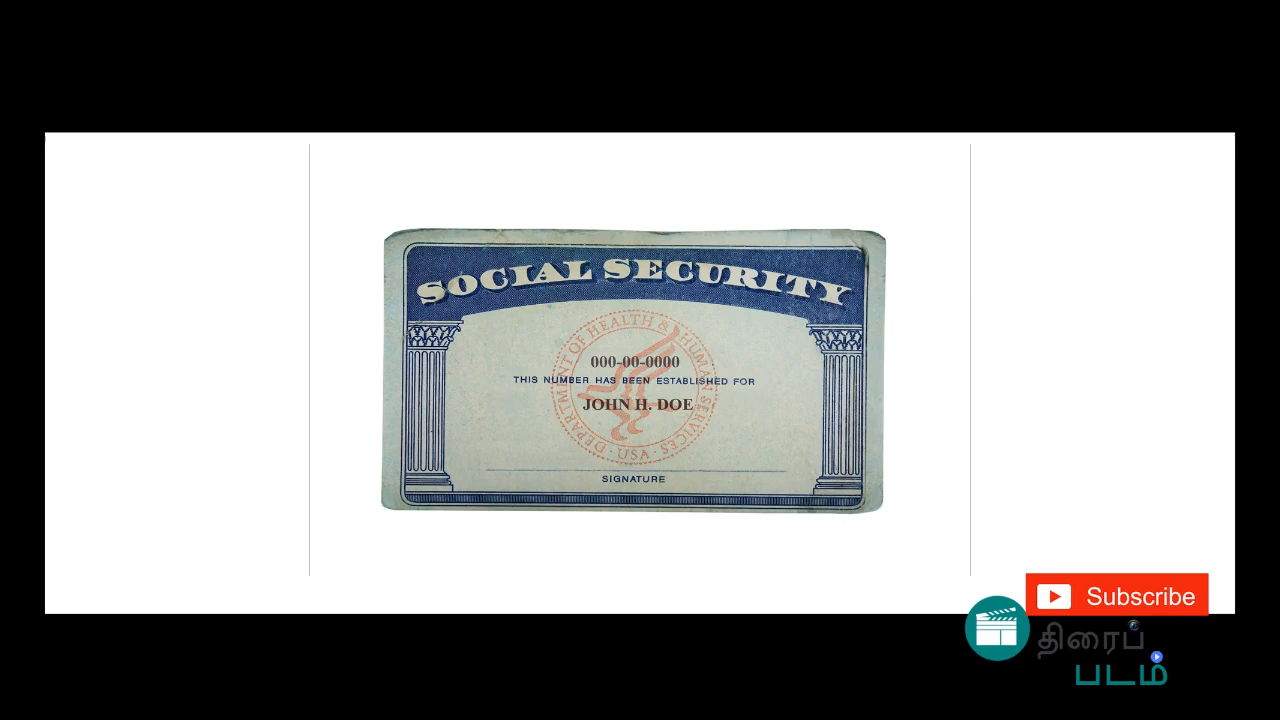 SOCIAL SECURITY
DEPARTMENT OF HEALTH & HUMAN SERVICES · USA ·
000-00-0000
THIS NUMBER HAS BEEN ESTABLISHED FOR
JOHN H. DOE
SIGNATURE
Subscribe
திரைப்
படம்